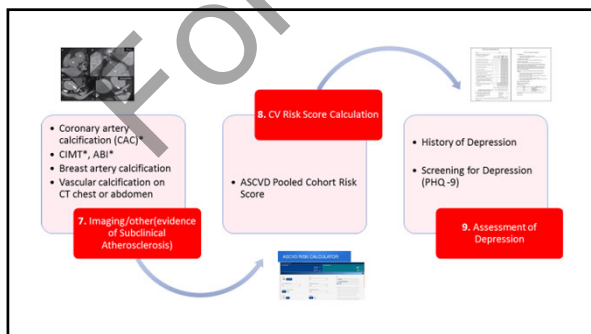 For
• Coronary artery
calcification (CAC)*
• CIMT*, ABI*
• Breast artery calcification
• Vascular calcification on
CT chest or abdomen
7. Imaging/other(evidence
of Subclinical
Atherosclerosis)
8. CV Risk Score Calculation
• ASCVD Pooled Cohort Risk
Score
ASCVD RISK CALCULATOR
• History of Depression
• Screening for Depression
(PHQ -9)
9. Assessment of
Depression